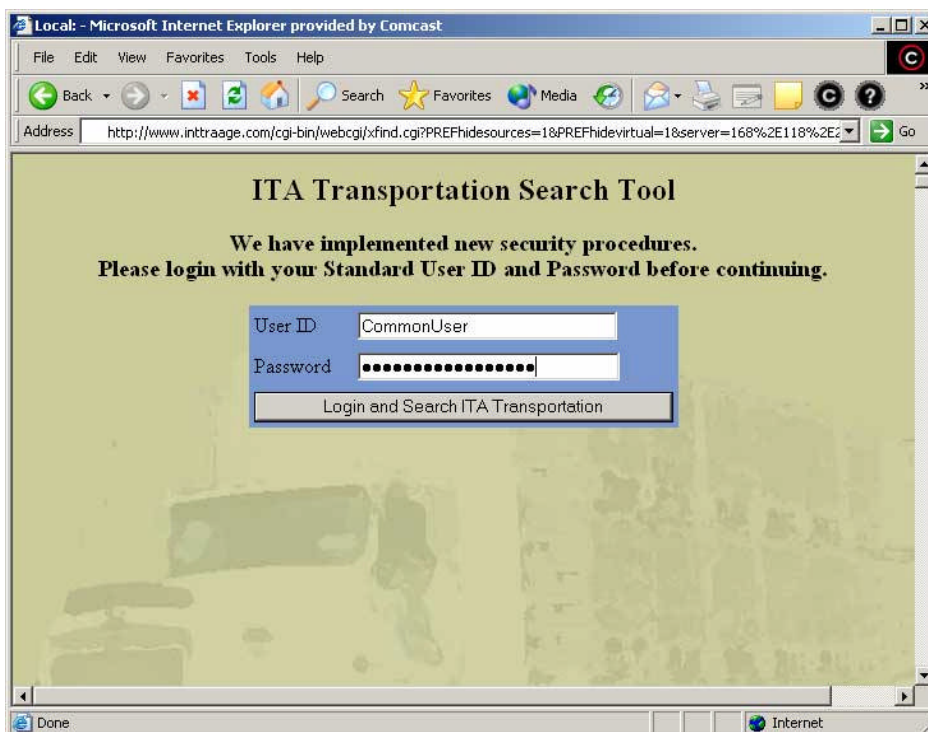 Local: - Microsoft Internet Explorer provided by Comcast
File Edit View Favorites Tools Help
Back Search Favorites Media
Address http://www.inttraage.com/cgi-bin/webcgi/xfind.cgi?PREFhidesources=1&PREFhidevirtual=1&server=168%2E118%2E2 Go
ITA Transportation Search Tool
We have implemented new security procedures.
Please login with your Standard User ID and Password before continuing.
User ID CommonUser
Password •••••••••••••••••
Login and Search ITA Transportation
Done Internet